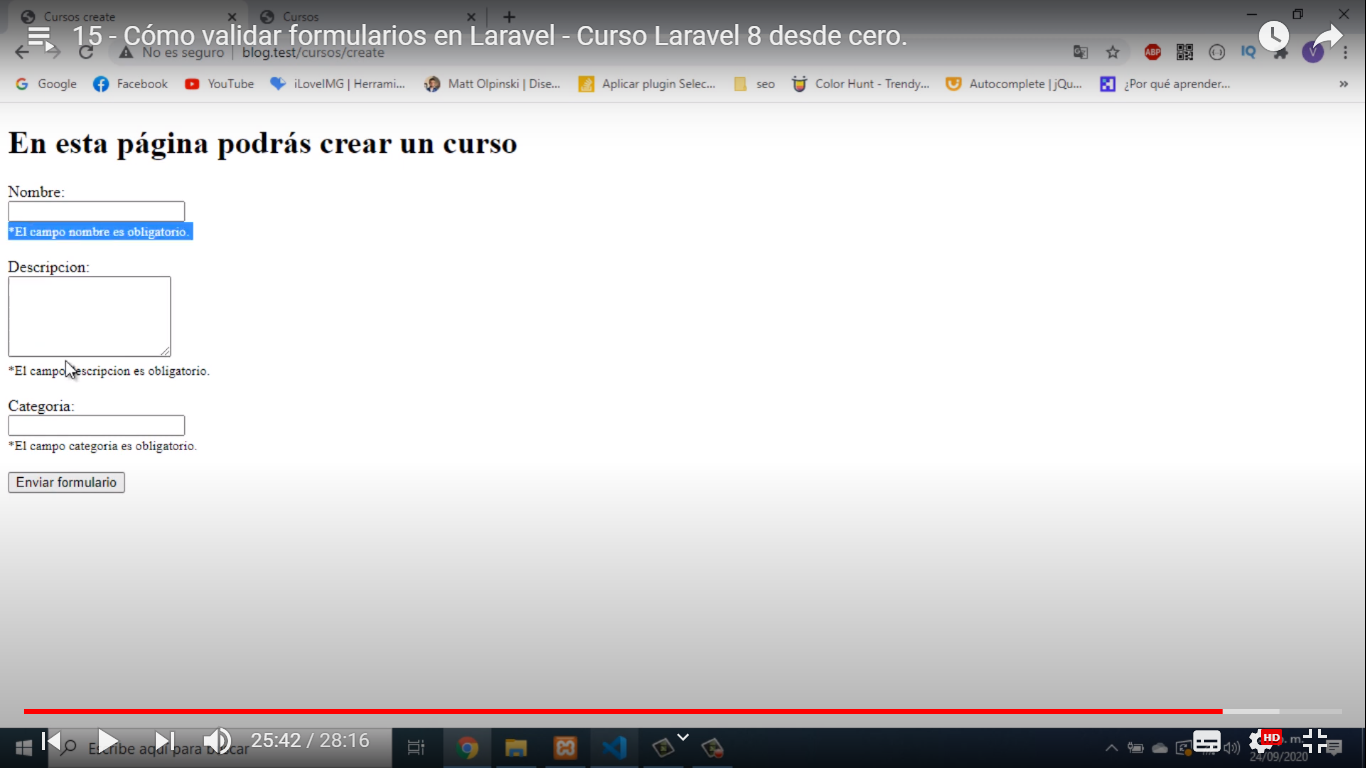 Cursos create
Cursos
15 - Cómo validar formularios en Laravel - Curso Laravel 8 desde cero.
No es seguro
blog.test/cursos/create
ABP
IQ
V
Google
Facebook
YouTube
iLoveIMG | Herrami...
Matt Olpinski | Dise...
Aplicar plugin Selec...
seo
Color Hunt - Trendy...
Autocomplete | jQu...
¿Por qué aprender...
»
En esta página podrás crear un curso
Nombre:
*El campo nombre es obligatorio.
Descripcion:
*El campo descripcion es obligatorio.
Categoria:
*El campo categoria es obligatorio.
Enviar formulario
Escribe aquí para buscar
25:42 / 28:16
HD
24/09/2020